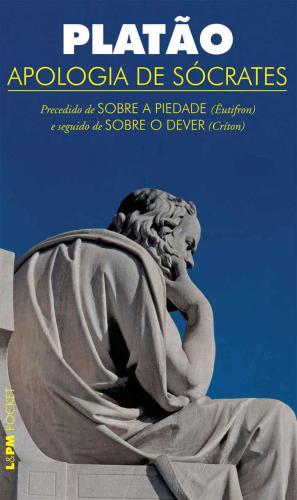 PLATÃO
APOLOGIA DE SÓCRATES
Precedido de SOBRE A PIEDADE (Êutifron)
e seguido de SOBRE O DEVER (Críton)
L&PM POCKET